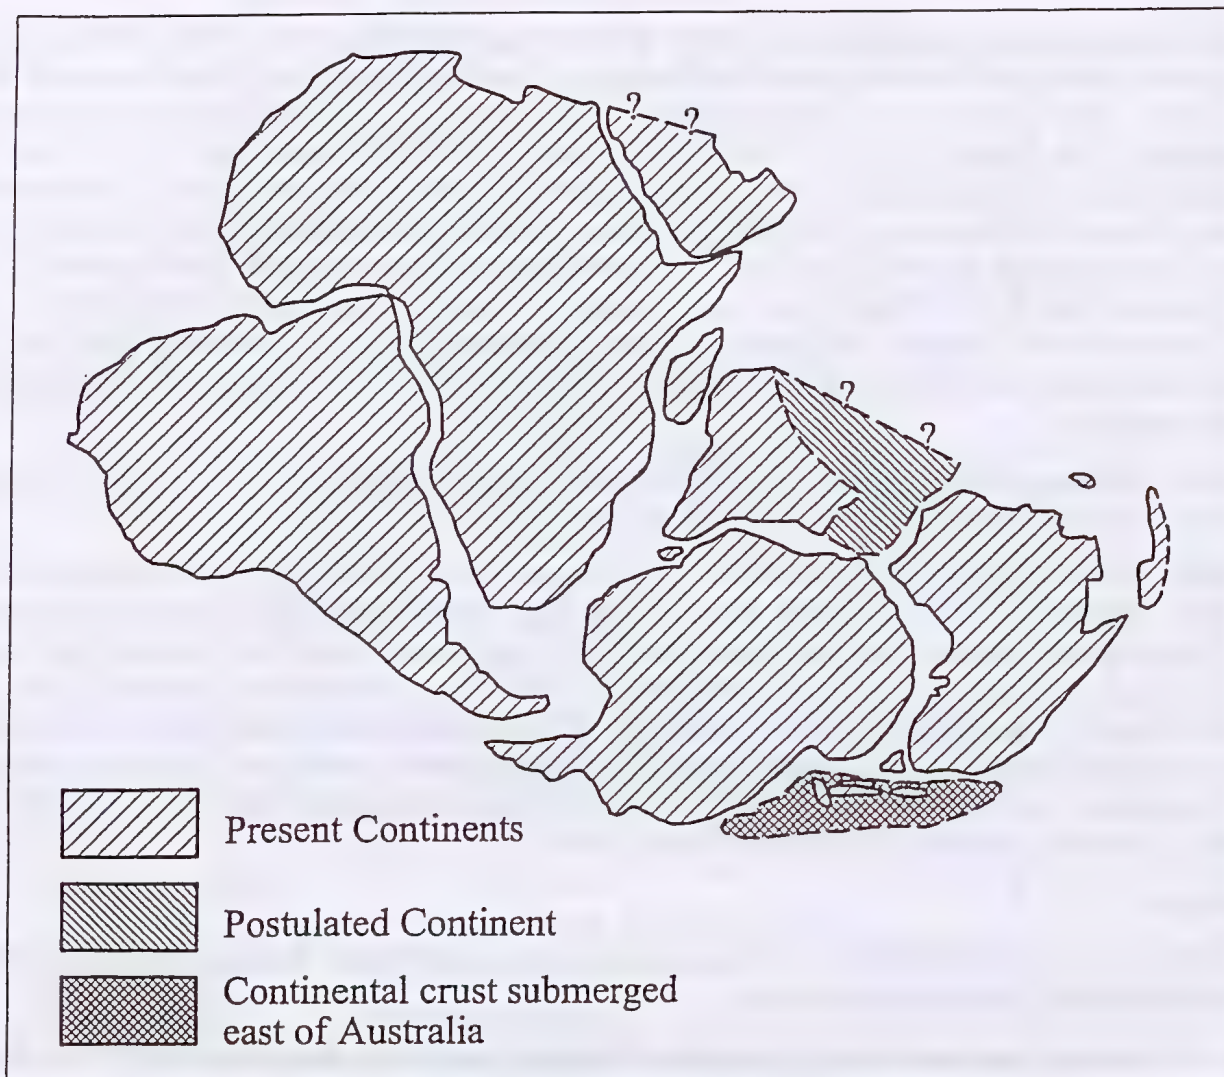 ?
?
?
?
Present Continents
Postulated Continent
Continental crust submerged
east of Australia